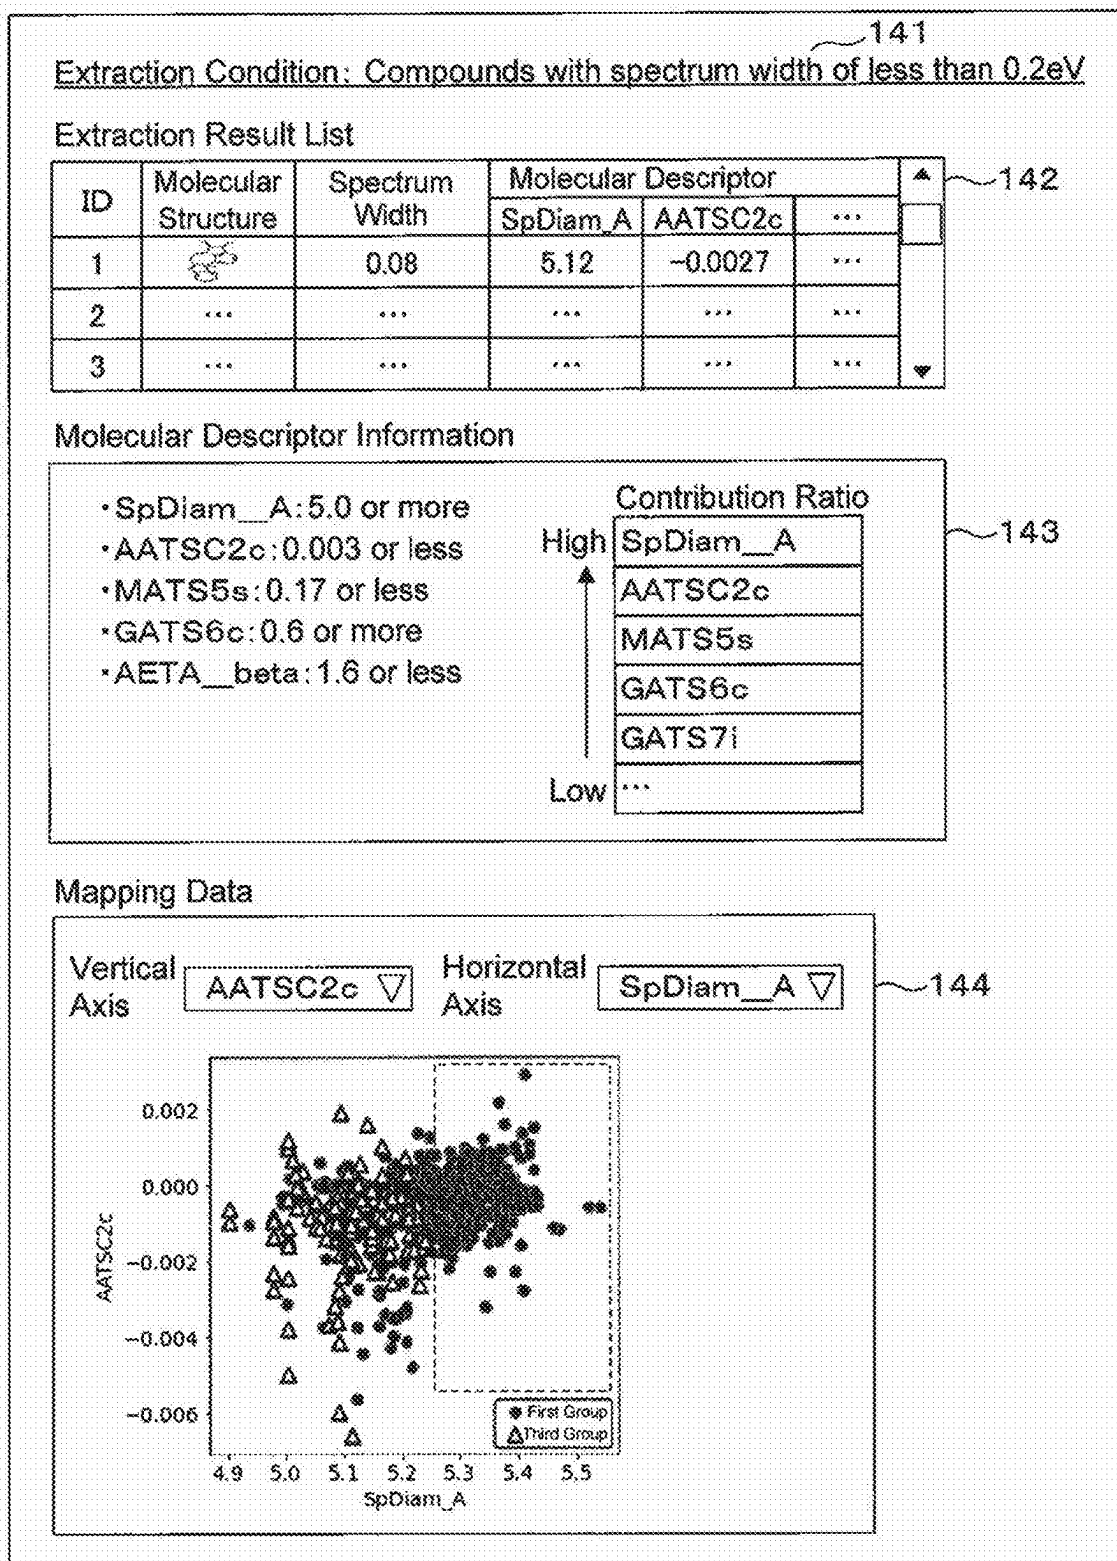 141
Extraction Condition: Compounds with spectrum width of less than 0.2eV
Extraction Result List
ID Molecular Structure Spectrum Width Molecular Descriptor
SpDiam_A AATSC2c ...
142
1 0.08 5.12 -0.0027 ...
2 ... ... ... ... ...
3 ... ... ... ... ...
Molecular Descriptor Information
・SpDiam__A:5.0 or more
・AATSC2c:0.003 or less
・MATS5s:0.17 or less
・GATS6c:0.6 or more
・AETA__beta:1.6 or less
Contribution Ratio
High
SpDiam__A
AATSC2c
MATS5s
GATS6c
GATS7i
Low
...
143
Mapping Data
Vertical
Axis
AATSC2c ▽
Horizontal
Axis
SpDiam__A ▽
144
AATSC2c
0.002
0.000
−0.002
−0.004
−0.006
First Group
Third Group
4.9 5.0 5.1 5.2 5.3 5.4 5.5
SpDiam_A